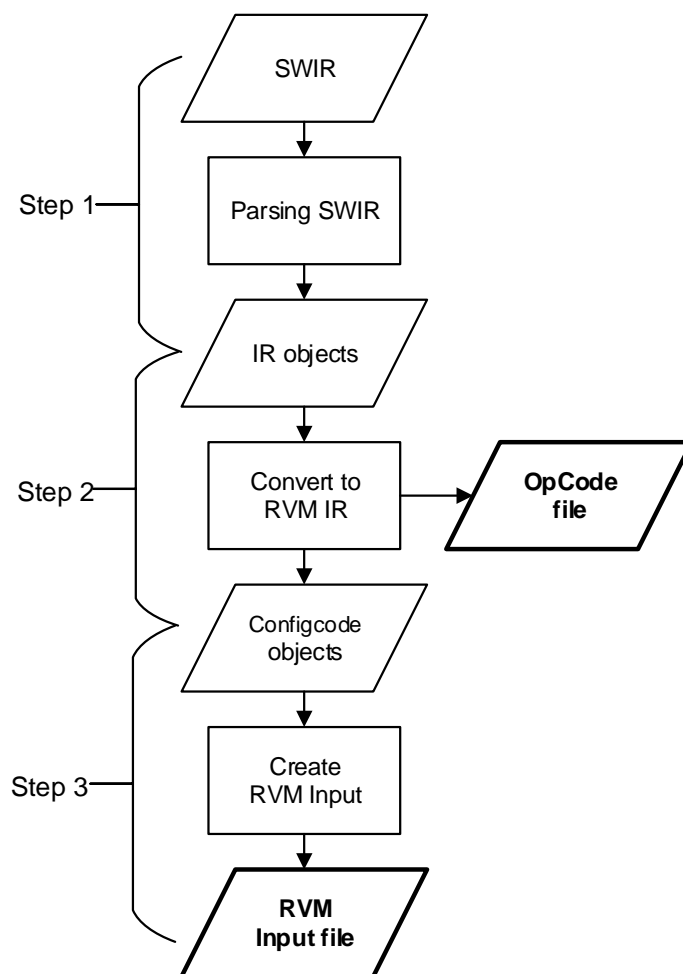 SWIR
Step 1
Parsing SWIR
IR objects
Step 2
Convert to
RVM IR
OpCode
file
Configcode
objects
Step 3
Create
RVM Input
RVM
Input file